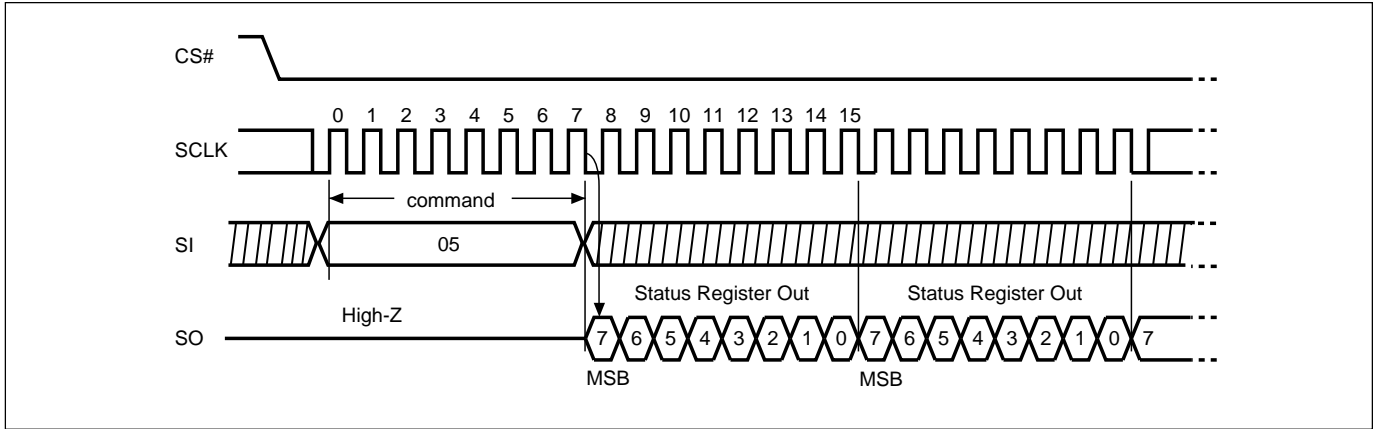 CS#
0 1 2 3 4 5 6 7 8 9 10 11 12 13 14 15
SCLK
command
SI 05
Status Register Out Status Register Out
High-Z
SO 7 6 5 4 3 2 1 0 7 6 5 4 3 2 1 0 7
MSB MSB